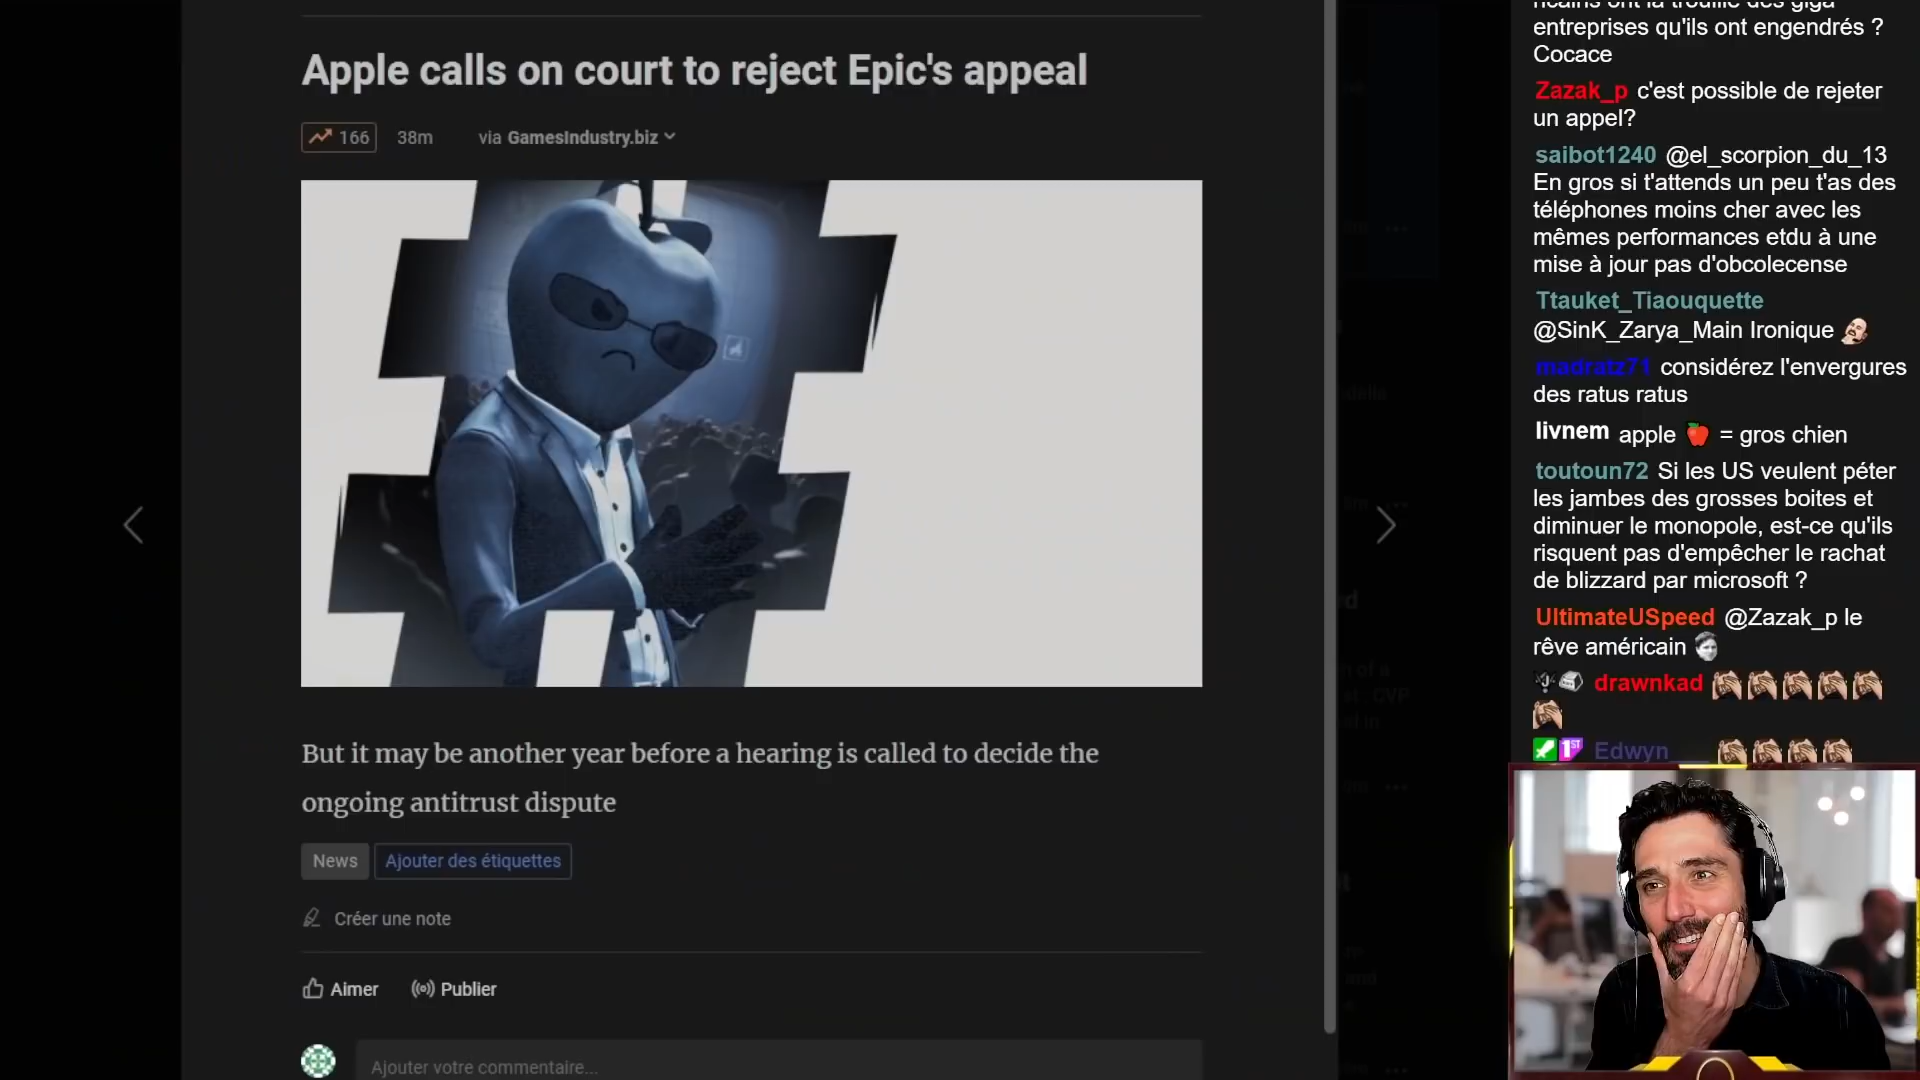 Apple calls on court to reject Epic's appeal
166 38m via GamesIndustry.biz
But it may be another year before a hearing is called to decide the
ongoing antitrust dispute
News Ajouter des étiquettes
Créer une note
Aimer Publier
Ajouter votre commentaire...
entreprises qu'ils ont engendrés ?
Cocace
Zazak_p c'est possible de rejeter
un appel?
saibot1240 @el_scorpion_du_13
En gros si t'attends un peu t'as des
téléphones moins cher avec les
mêmes performances etdu à une
mise à jour pas d'obcolecense
Ttauket_Tiaouquette
@SinK_Zarya_Main Ironique
madratz71 considérez l'envergures
des ratus ratus
livnem apple = gros chien
toutoun72 Si les US veulent péter
les jambes des grosses boites et
diminuer le monopole, est-ce qu'ils
risquent pas d'empêcher le rachat
de blizzard par microsoft ?
UltimateUSpeed @Zazak_p le
rêve américain
drawnkad
1ST Edwyn